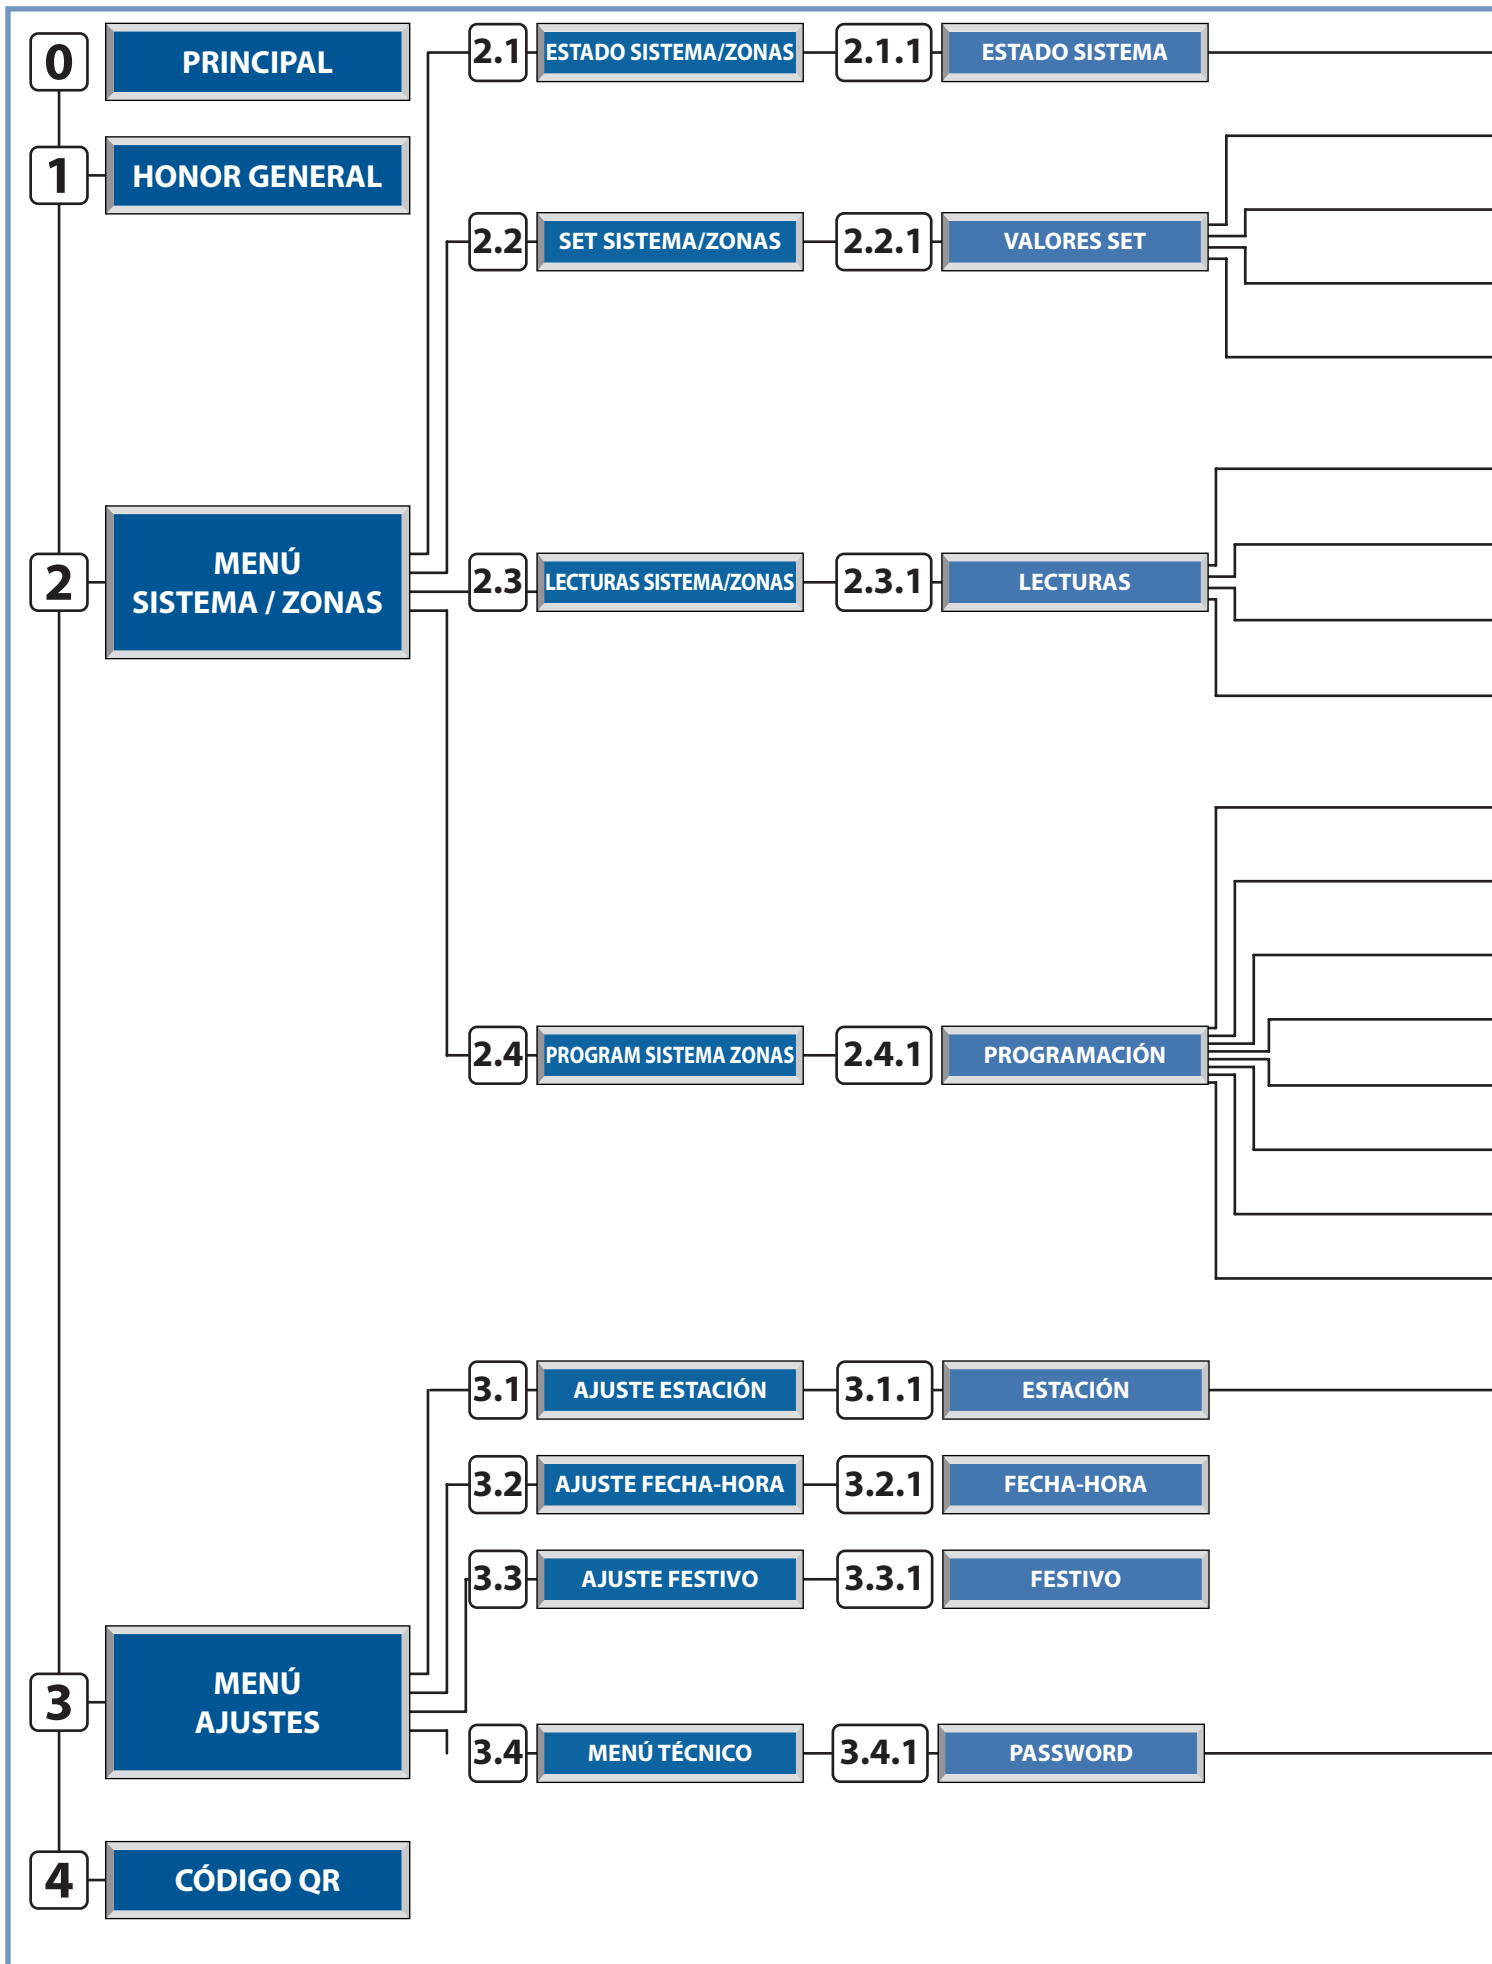 0 PRINCIPAL
2.1 ESTADO SISTEMA/ZONAS 2.1.1 ESTADO SISTEMA
1 HONOR GENERAL
2.2 SET SISTEMA/ZONAS 2.2.1 VALORES SET
2 MENÚ
SISTEMA / ZONAS
2.3 LECTURAS SISTEMA/ZONAS 2.3.1 LECTURAS
2.4 PROGRAM SISTEMA ZONAS 2.4.1 PROGRAMACIÓN
3.1 AJUSTE ESTACIÓN 3.1.1 ESTACIÓN
3.2 AJUSTE FECHA-HORA 3.2.1 FECHA-HORA
3.3 AJUSTE FESTIVO 3.3.1 FESTIVO
3 MENÚ
AJUSTES
3.4 MENÚ TÉCNICO 3.4.1 PASSWORD
4 CÓDIGO QR